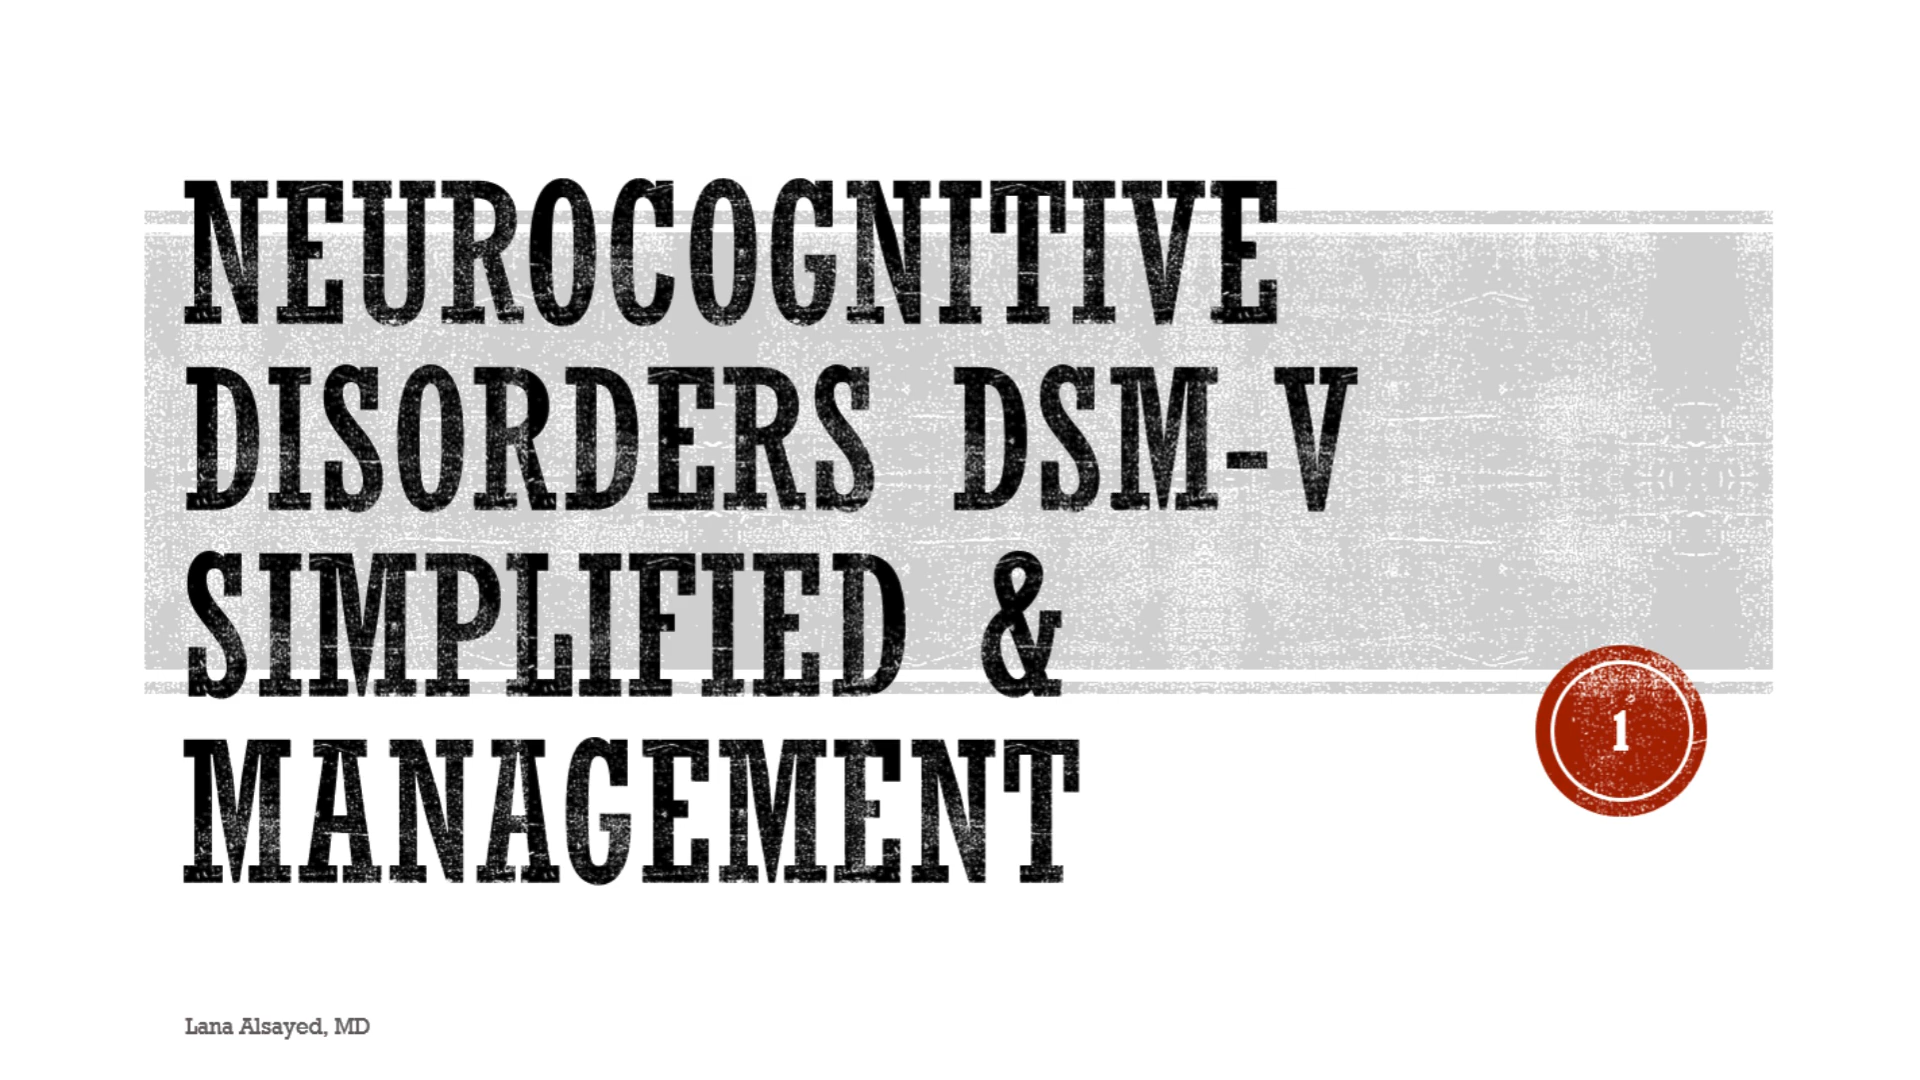 NEUROCOGNITIVE
DISORDERS DSM-V
SIMPLIFIED &
MANAGEMENT
1
Lana Alsayed, MD